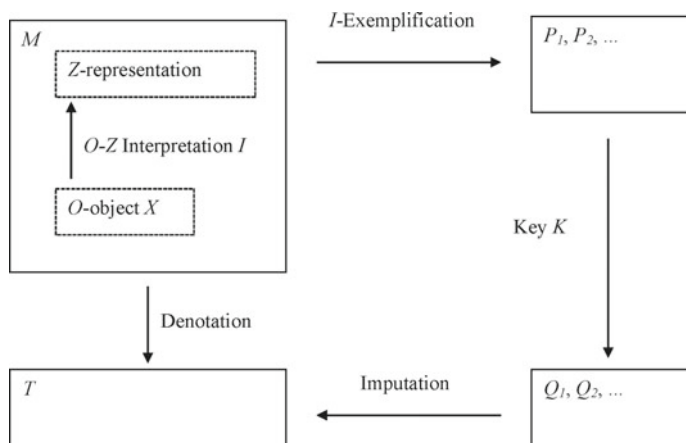 I-Exemplification
M
P1, P2, ...
Z-representation
O-Z Interpretation I
O-object X
Key K
Denotation
Imputation
T
Q1, Q2, ...